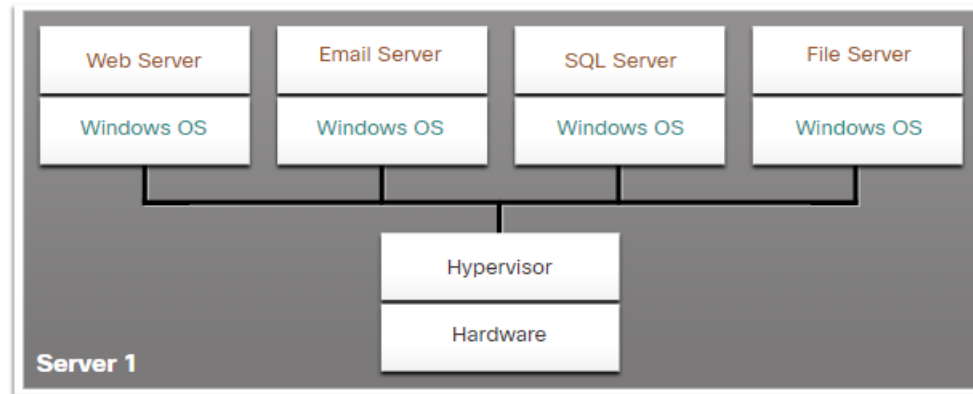 Web Server
Email Server
SQL Server
File Server
Windows OS
Windows OS
Windows OS
Windows OS
Hypervisor
Hardware
Server 1